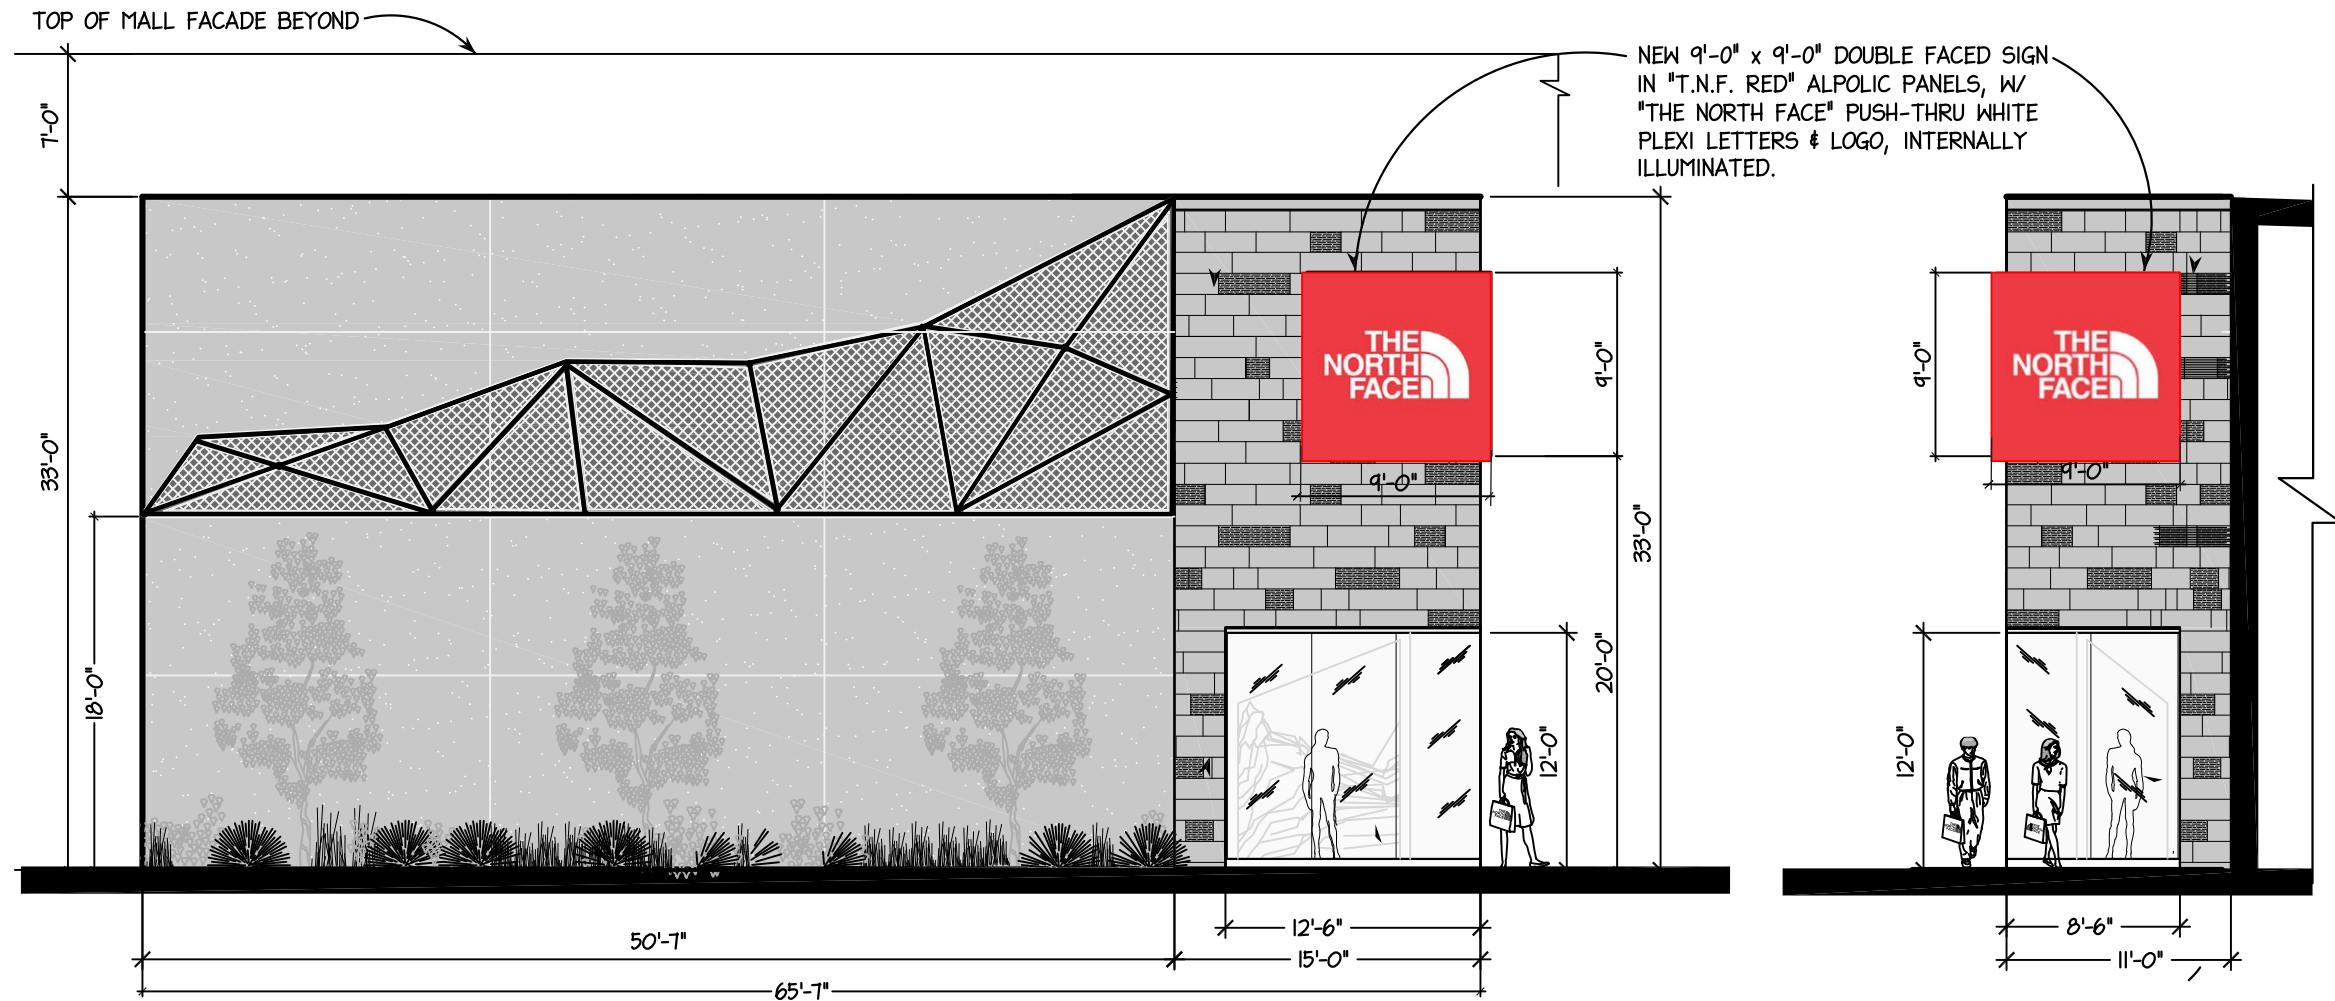 TOP OF MALL FACADE BEYOND
NEW 9'-0" x 9'-0" DOUBLE FACED SIGN
IN "T.N.F. RED" ALPOLIC PANELS, W/
"THE NORTH FACE" PUSH-THRU WHITE
PLEXI LETTERS & LOGO, INTERNALLY
ILLUMINATED.
7'-0"
33'-0"
18'-0"
THE
NORTH
FACE
9'-0"
9'-0"
33'-0"
20'-0"
12'-0"
THE
NORTH
FACE
9'-0"
9'-0"
12'-0"
12'-6"
50'-7"
15'-0"
65'-7"
8'-6"
11'-0"